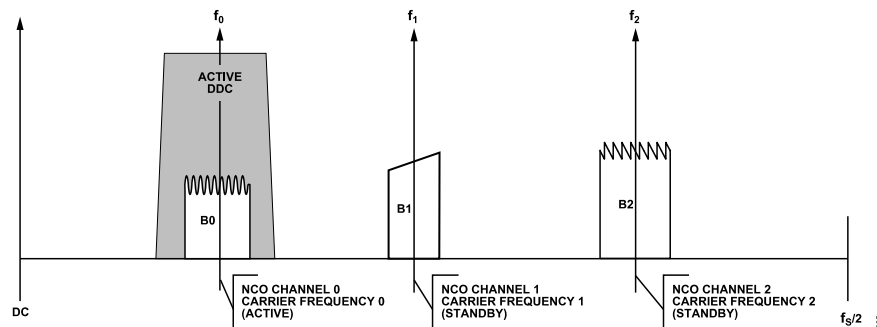 f0
f1
f2
ACTIVE
DDC
B0
B1
B2
DC
NCO CHANNEL 0
CARRIER FREQUENCY 0
(ACTIVE)
NCO CHANNEL 1
CARRIER FREQUENCY 1
(STANDBY)
NCO CHANNEL 2
CARRIER FREQUENCY 2
(STANDBY)
fS/2